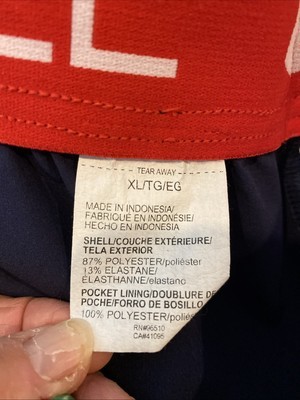 TEAR AWAY
XL/TG/EG
MADE IN INDONESIA/
FABRIQUÉ EN INDONÉSIE/
HECHO EN INDONESIA
SHELL/COUCHE EXTÉRIEURE/
TELA EXTERIOR
87% POLYESTER/poliéster
13% ELASTANE/
ÉLASTHANNE/elastano
POCKET LINING/DOUBLURE DE
POCHE/FORRO DE BOLSILLO
100% POLYESTER/poliéster
RN#96510
CA#41095